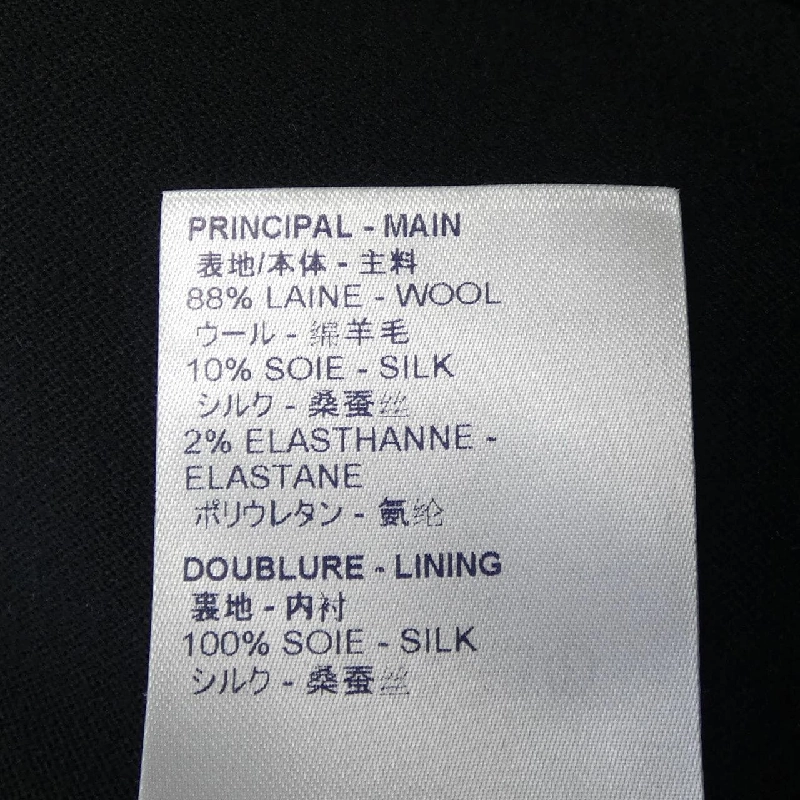 PRINCIPAL - MAIN
表地/本体 - 主料
88% LAINE - WOOL
ウール - 绵羊毛
10% SOIE - SILK
シルク - 桑蚕丝
2% ELASTHANNE -
ELASTANE
ポリウレタン - 氨纶
DOUBLURE - LINING
裏地 - 内衬
100% SOIE - SILK
シルク - 桑蚕丝